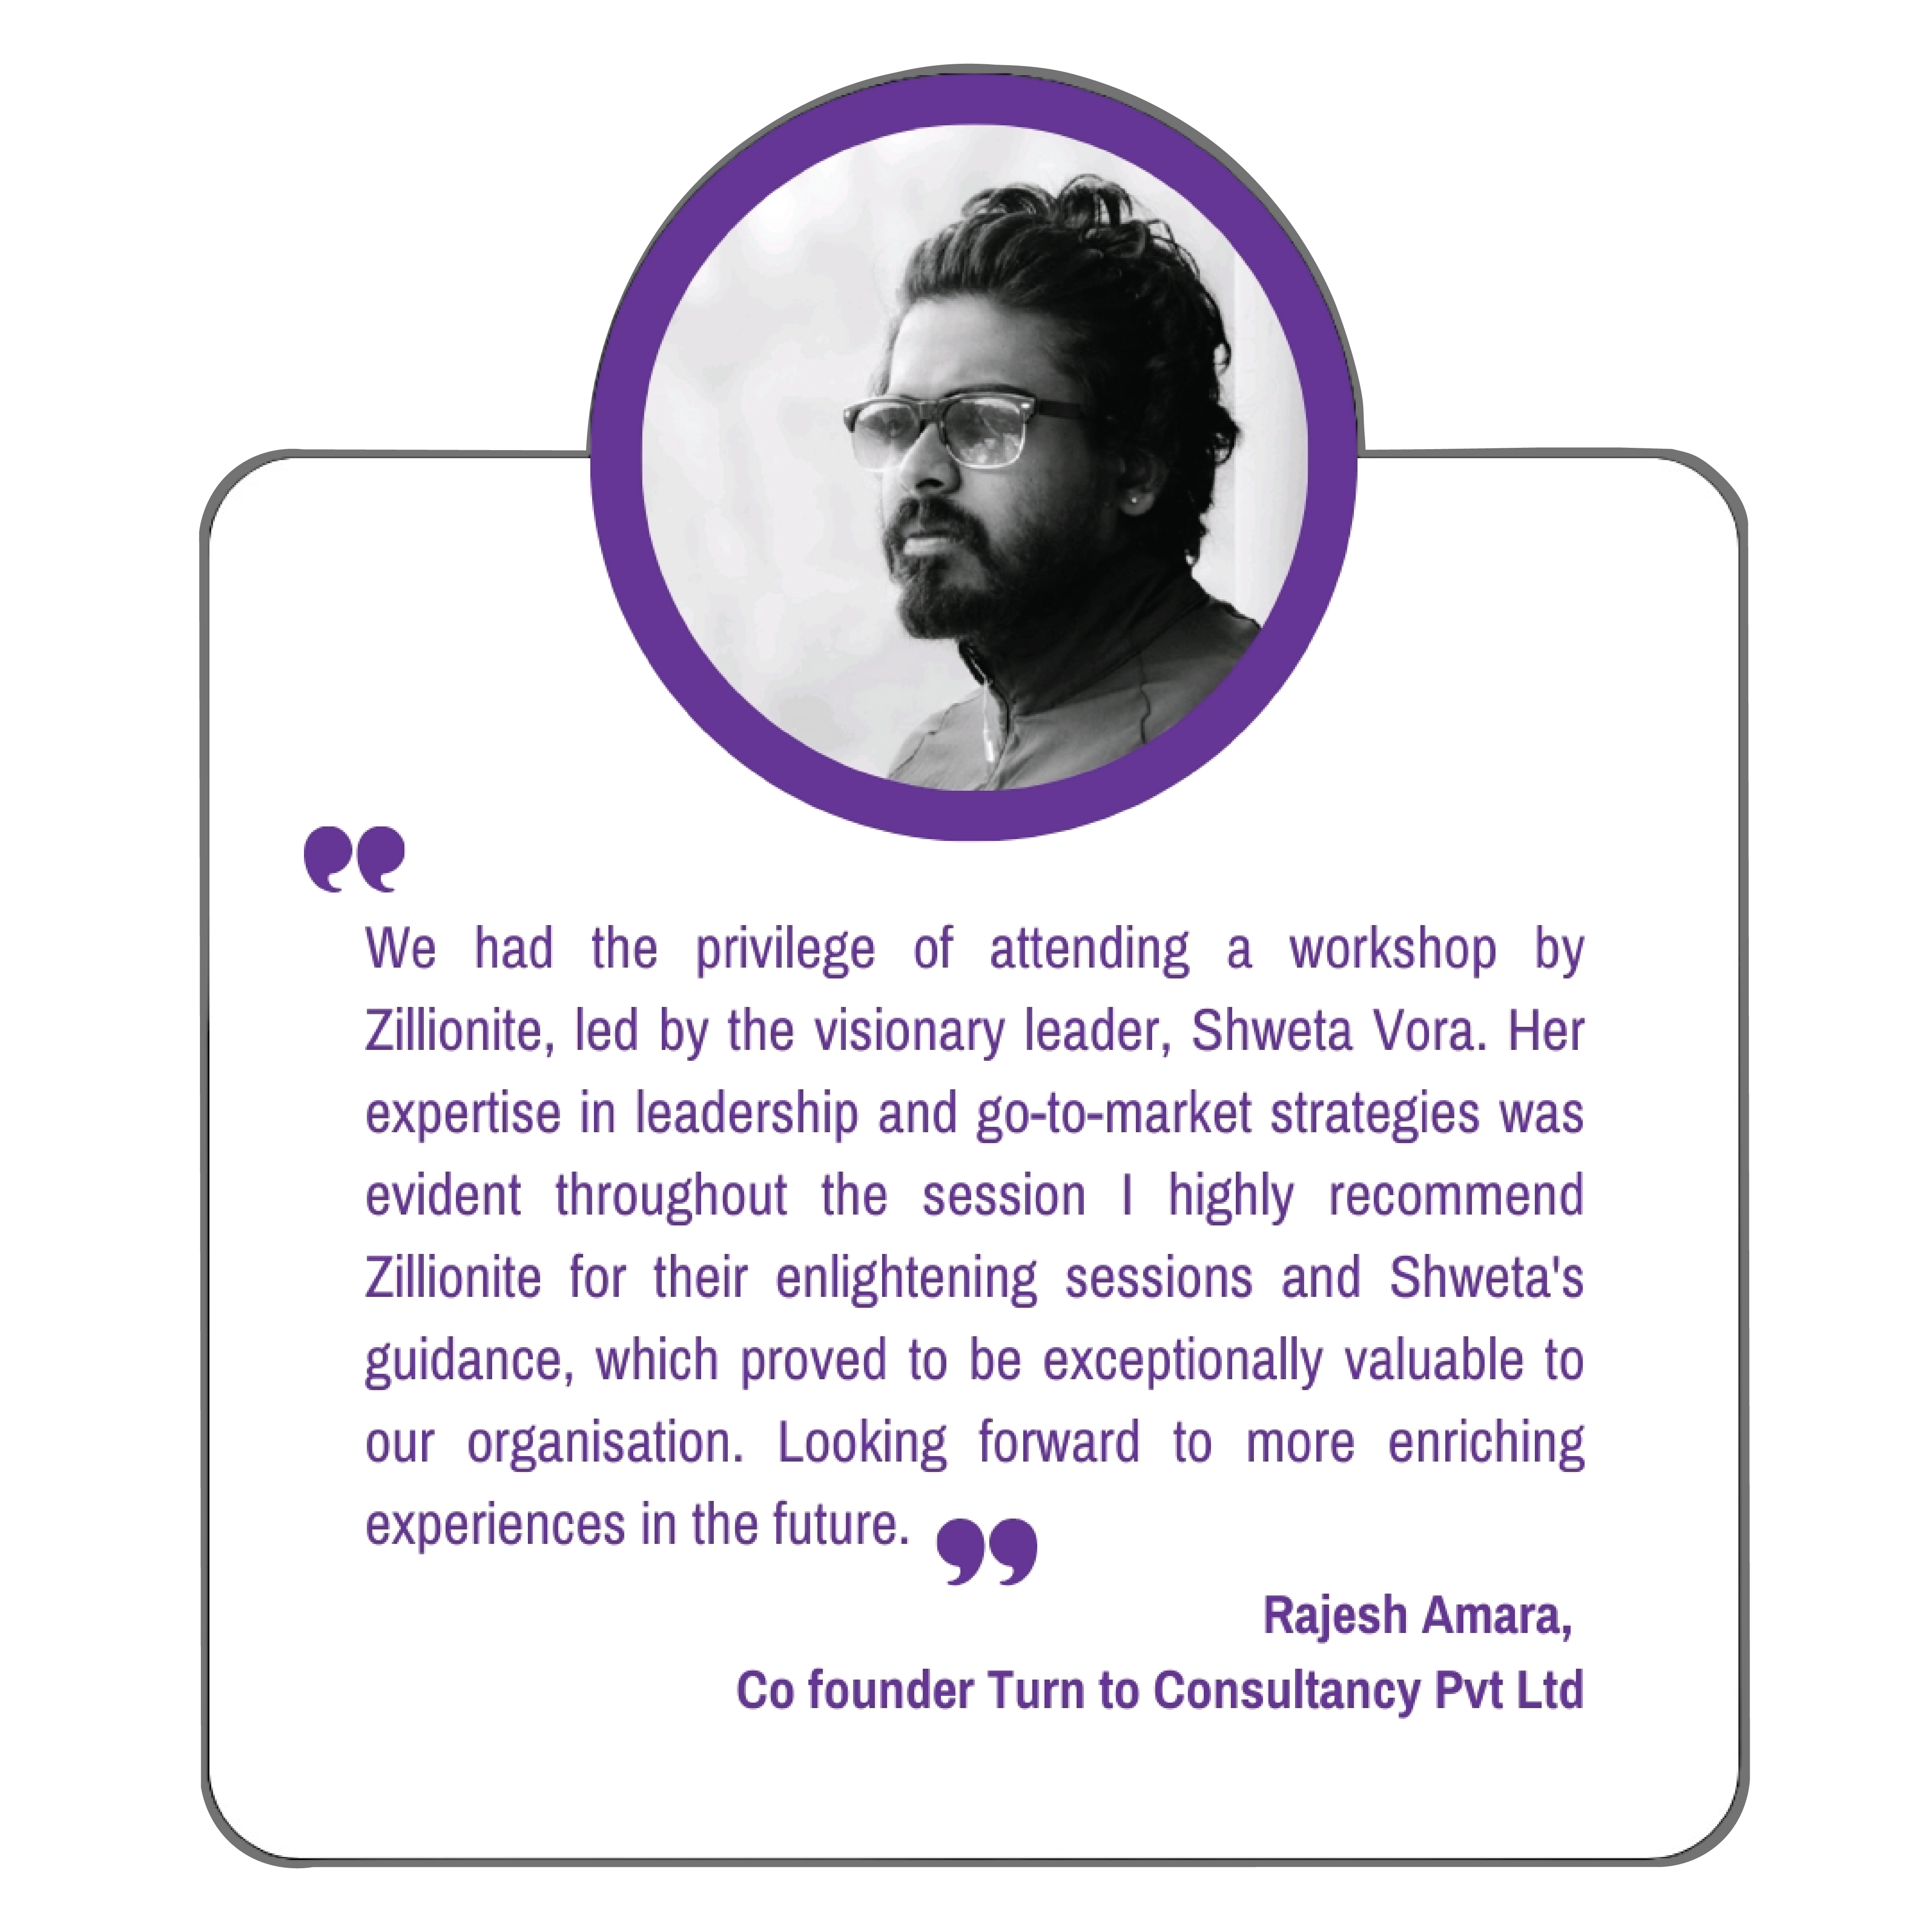 We had the privilege of attending a workshop by
Zillionite, led by the visionary leader, Shweta Vora. Her
expertise in leadership and go-to-market strategies was
evident throughout the session I highly recommend
Zillionite for their enlightening sessions and Shweta's
guidance, which proved to be exceptionally valuable to
our organisation. Looking forward to more enriching
experiences in the future.
Rajesh Amara,
Co founder Turn to Consultancy Pvt Ltd